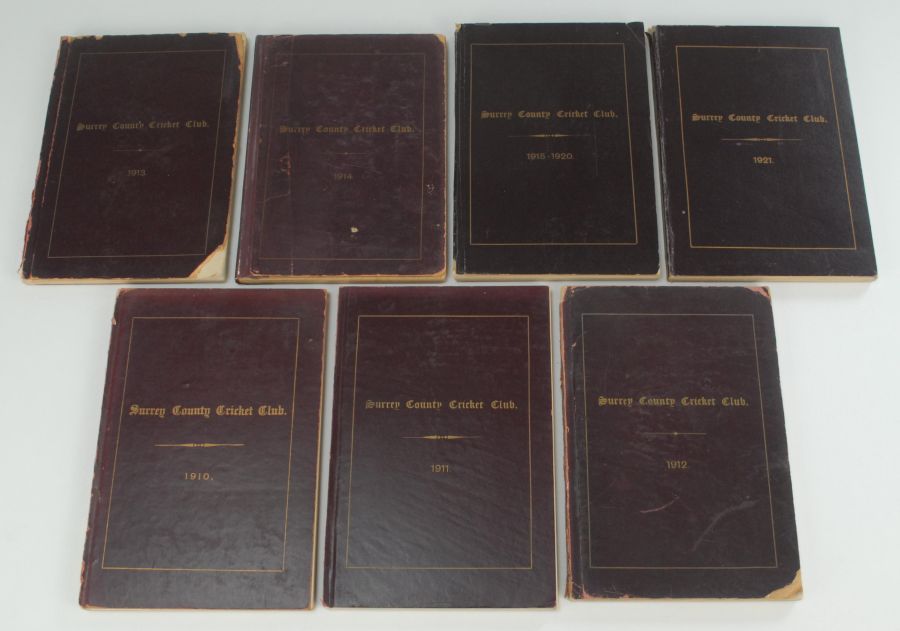 Surrey County Cricket Club.
1913.
Surrey County Cricket Club.
1914
Surrey County Cricket Club.
1915-1920.
Surrey County Cricket Club.
1921.
Surrey County Cricket Club.
1910.
Surrey County Cricket Club.
1911.
Surrey County Cricket Club.
1912.